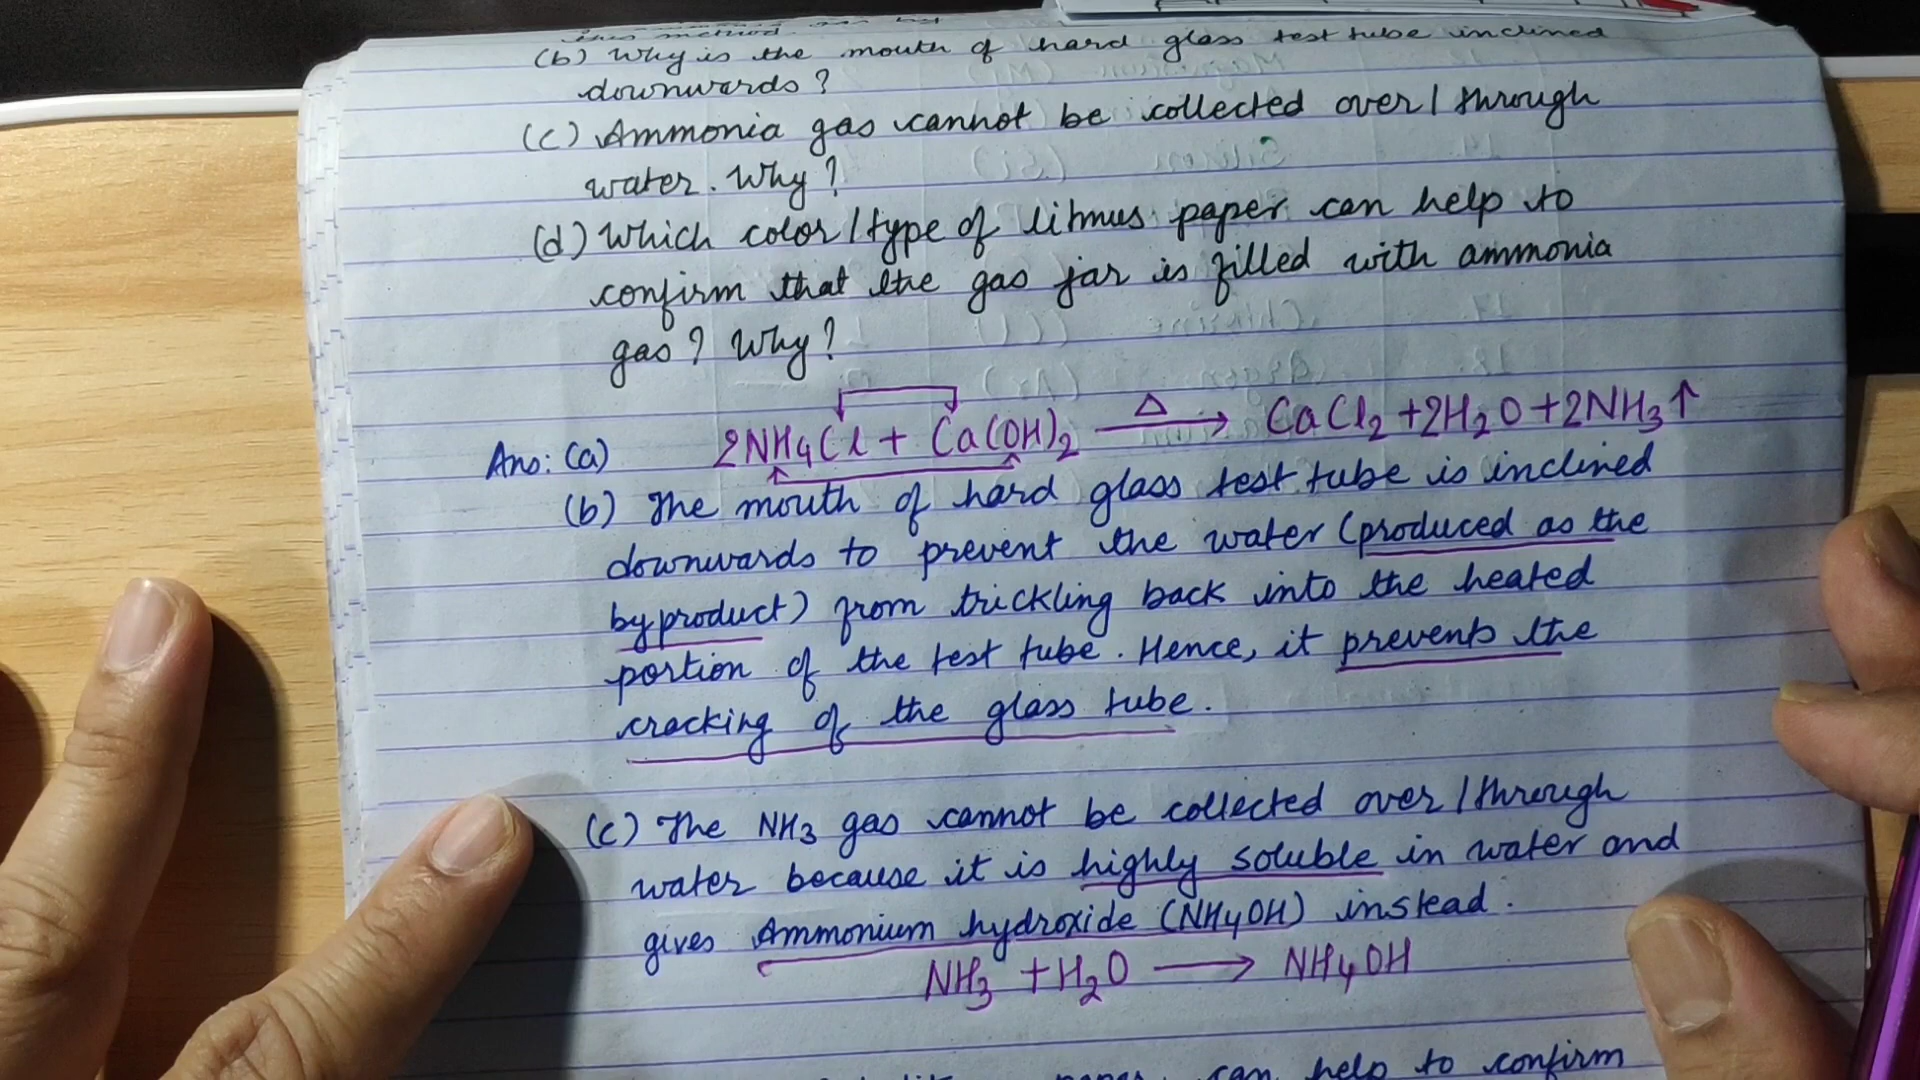 this method.
(b) Why is the mouth of hard glass test tube inclined
downwards?
(c) Ammonia gas cannot be collected over/through
water. Why?
(d) Which color/type of litmus paper can help to
confirm that the gas jar is filled with ammonia
gas? Why?
Ans: (a) 2NH₄Cl + Ca(OH)₂ —Δ→ CaCl₂ + 2H₂O + 2NH₃↑
(b) The mouth of hard glass test tube is inclined
downwards to prevent the water (produced as the
byproduct) from trickling back into the heated
portion of the test tube. Hence, it prevents the
cracking of the glass tube.
(c) The NH₃ gas cannot be collected over/through
water because it is highly soluble in water and
gives Ammonium hydroxide (NH₄OH) instead.
NH₃ + H₂O → NH₄OH
paper can help to confirm